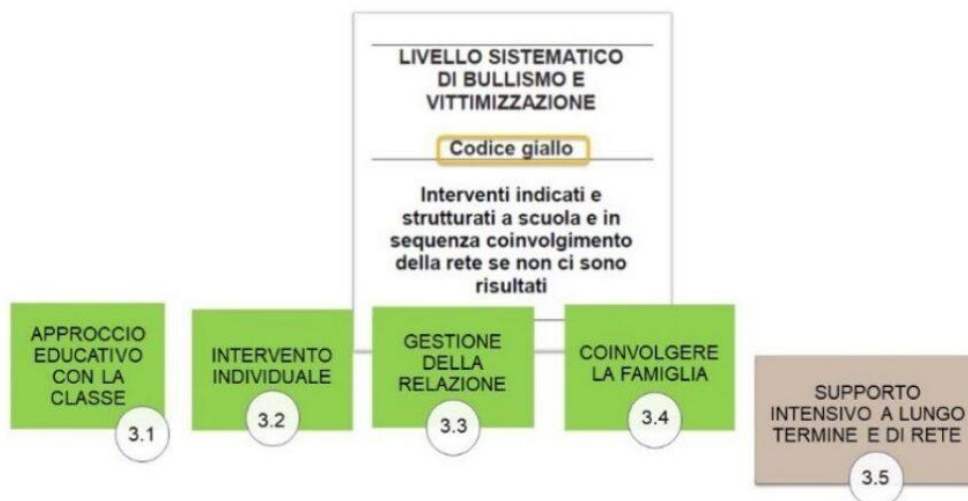 LIVELLO SISTEMATICO
DI BULLISMO E
VITTIMIZZAZIONE
Codice giallo
Interventi indicati e
strutturati a scuola e in
sequenza coinvolgimento
della rete se non ci sono
risultati
APPROCCIO
EDUCATIVO
CON LA
CLASSE
3.1
INTERVENTO
INDIVIDUALE
3.2
GESTIONE
DELLA
RELAZIONE
3.3
COINVOLGERE
LA FAMIGLIA
3.4
SUPPORTO
INTENSIVO A LUNGO
TERMINE E DI RETE
3.5